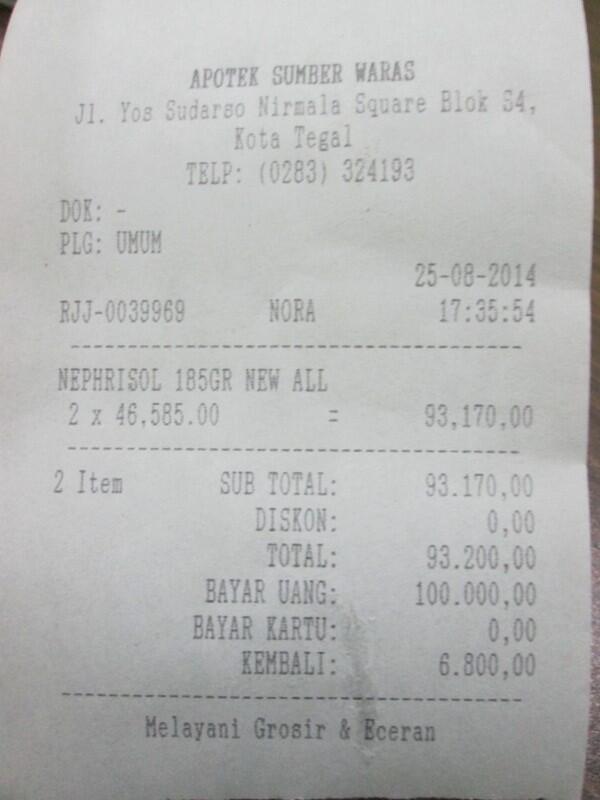 APOTEK SUMBER WARAS
Jl. Yos Sudarso Nirmala Square Blok S4,
Kota Tegal
TELP: (0283) 324193
DOK: -
PLG: UMUM
25-08-2014
RJJ-0039969 NORA 17:35:54
NEPHRISOL 185GR NEW ALL
2 x 46,585.00 = 93,170,00
2 Item SUB TOTAL: 93.170,00
DISKON: 0,00
TOTAL: 93.200,00
BAYAR UANG: 100.000,00
BAYAR KARTU: 0,00
KEMBALI: 6.800,00
Melayani Grosir & Eceran